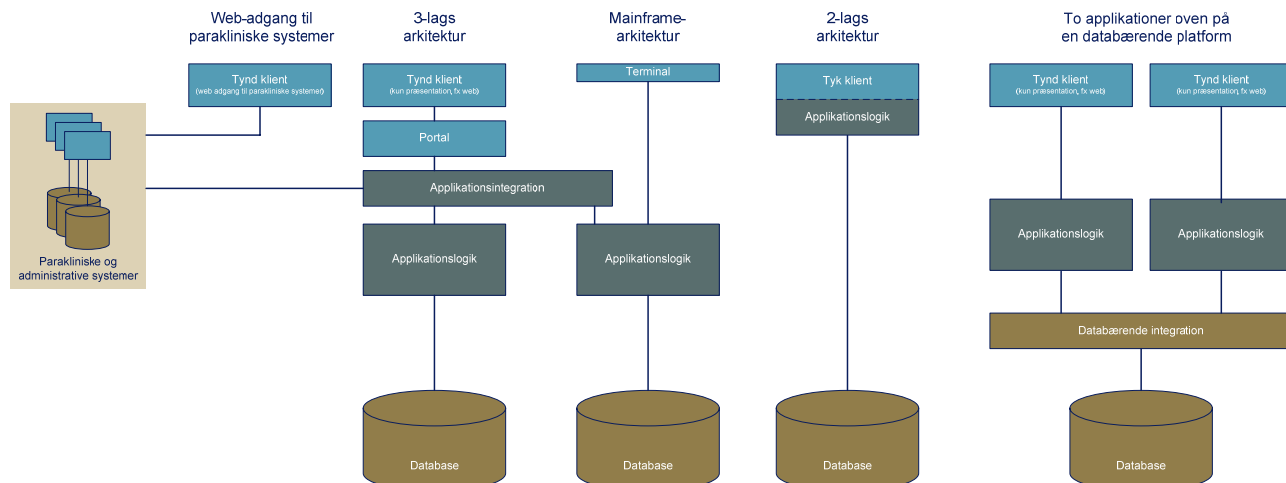 Web-adgang til
parakliniske systemer
3-lags
arkitektur
Mainframe-
arkitektur
2-lags
arkitektur
To applikationer oven på
en databærende platform
Tynd klient
(web adgang til parakliniske systemer)
Tynd klient
(kun præsentation, fx web)
Terminal
Tyk klient
Applikationslogik
Tynd klient
(kun præsentation, fx web)
Tynd klient
(kun præsentation, fx web)
Portal
Applikationsintegration
Parakliniske og
administrative systemer
Applikationslogik
Applikationslogik
Applikationslogik
Applikationslogik
Databærende integration
Database
Database
Database
Database